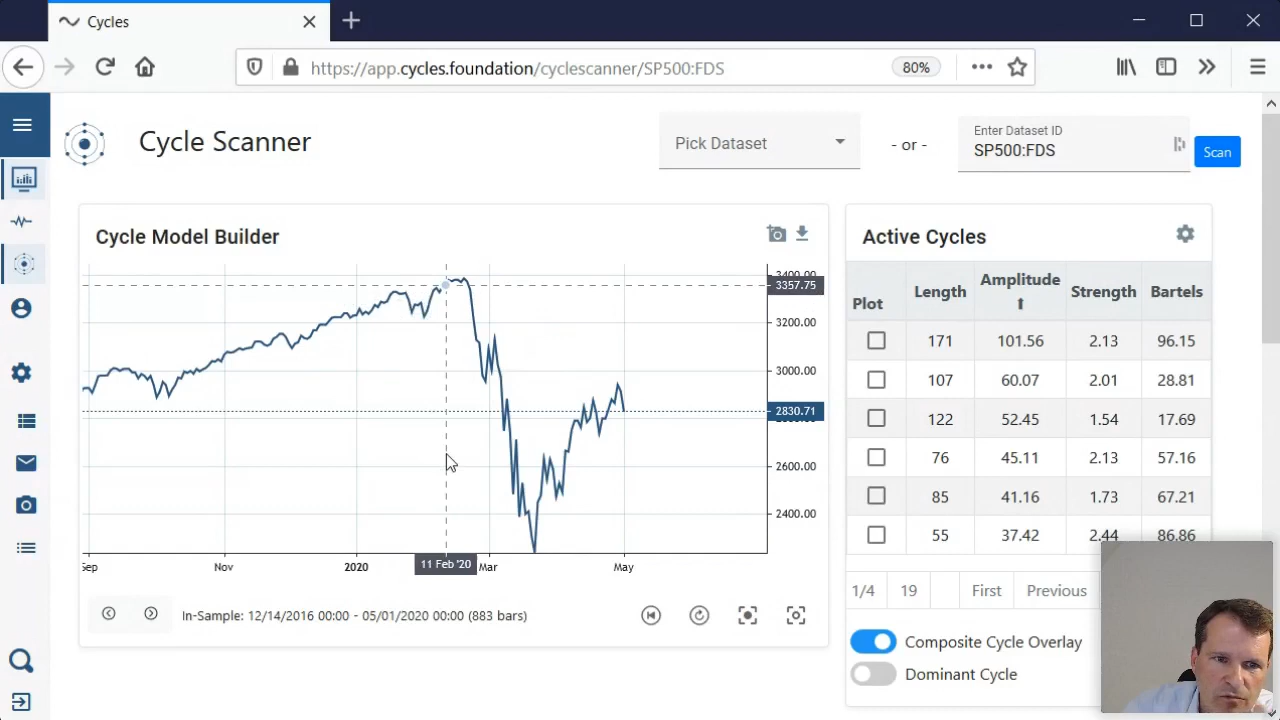 Cycles
https://app.cycles.foundation/cyclescanner/SP500:FDS
80%
Cycle Scanner
Pick Dataset
- or -
Enter Dataset ID
SP500:FDS
Scan
Cycle Model Builder
3400.00
3357.75
3200.00
3000.00
2830.71
2600.00
2400.00
Sep
Nov
2020
11 Feb '20
Mar
May
In-Sample: 12/14/2016 00:00 - 05/01/2020 00:00 (883 bars)
Active Cycles
Plot Length Amplitude Strength Bartels
171 101.56 2.13 96.15
107 60.07 2.01 28.81
122 52.45 1.54 17.69
76 45.11 2.13 57.16
85 41.16 1.73 67.21
55 37.42 2.44 86.86
1/4 19 First Previous
Composite Cycle Overlay
Dominant Cycle